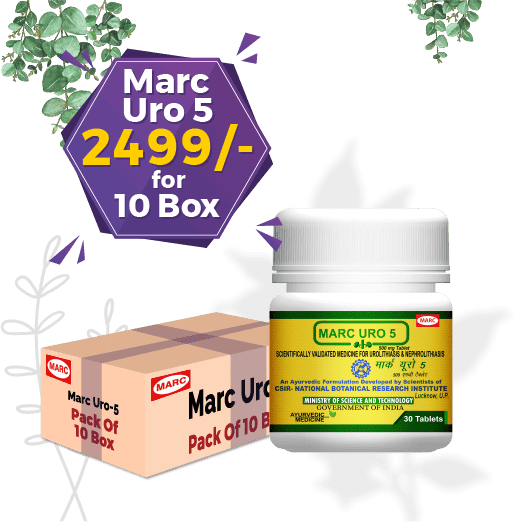 Marc
Uro 5
2499/-
for
10 Box
MARC
Marc Uro-5
Pack Of
10 Box
MARC
Marc Uro
Pack Of 10 B
MARC
MARC URO 5
500 mg Tablet
SCIENTIFICALLY VALIDATED MEDICINE FOR UROLITHIASIS & NEPHROLITHIASIS
मार्क यूरो 5
500 एमजी टैबलेट
An Ayurvedic Formulation Developed by Scientists of
CSIR- NATIONAL BOTANICAL RESEARCH INSTITUTE
Lucknow, U.P.
MINISTRY OF SCIENCE AND TECHNOLOGY
GOVERNMENT OF INDIA
AYURVEDIC
MEDICINE
30 Tablets